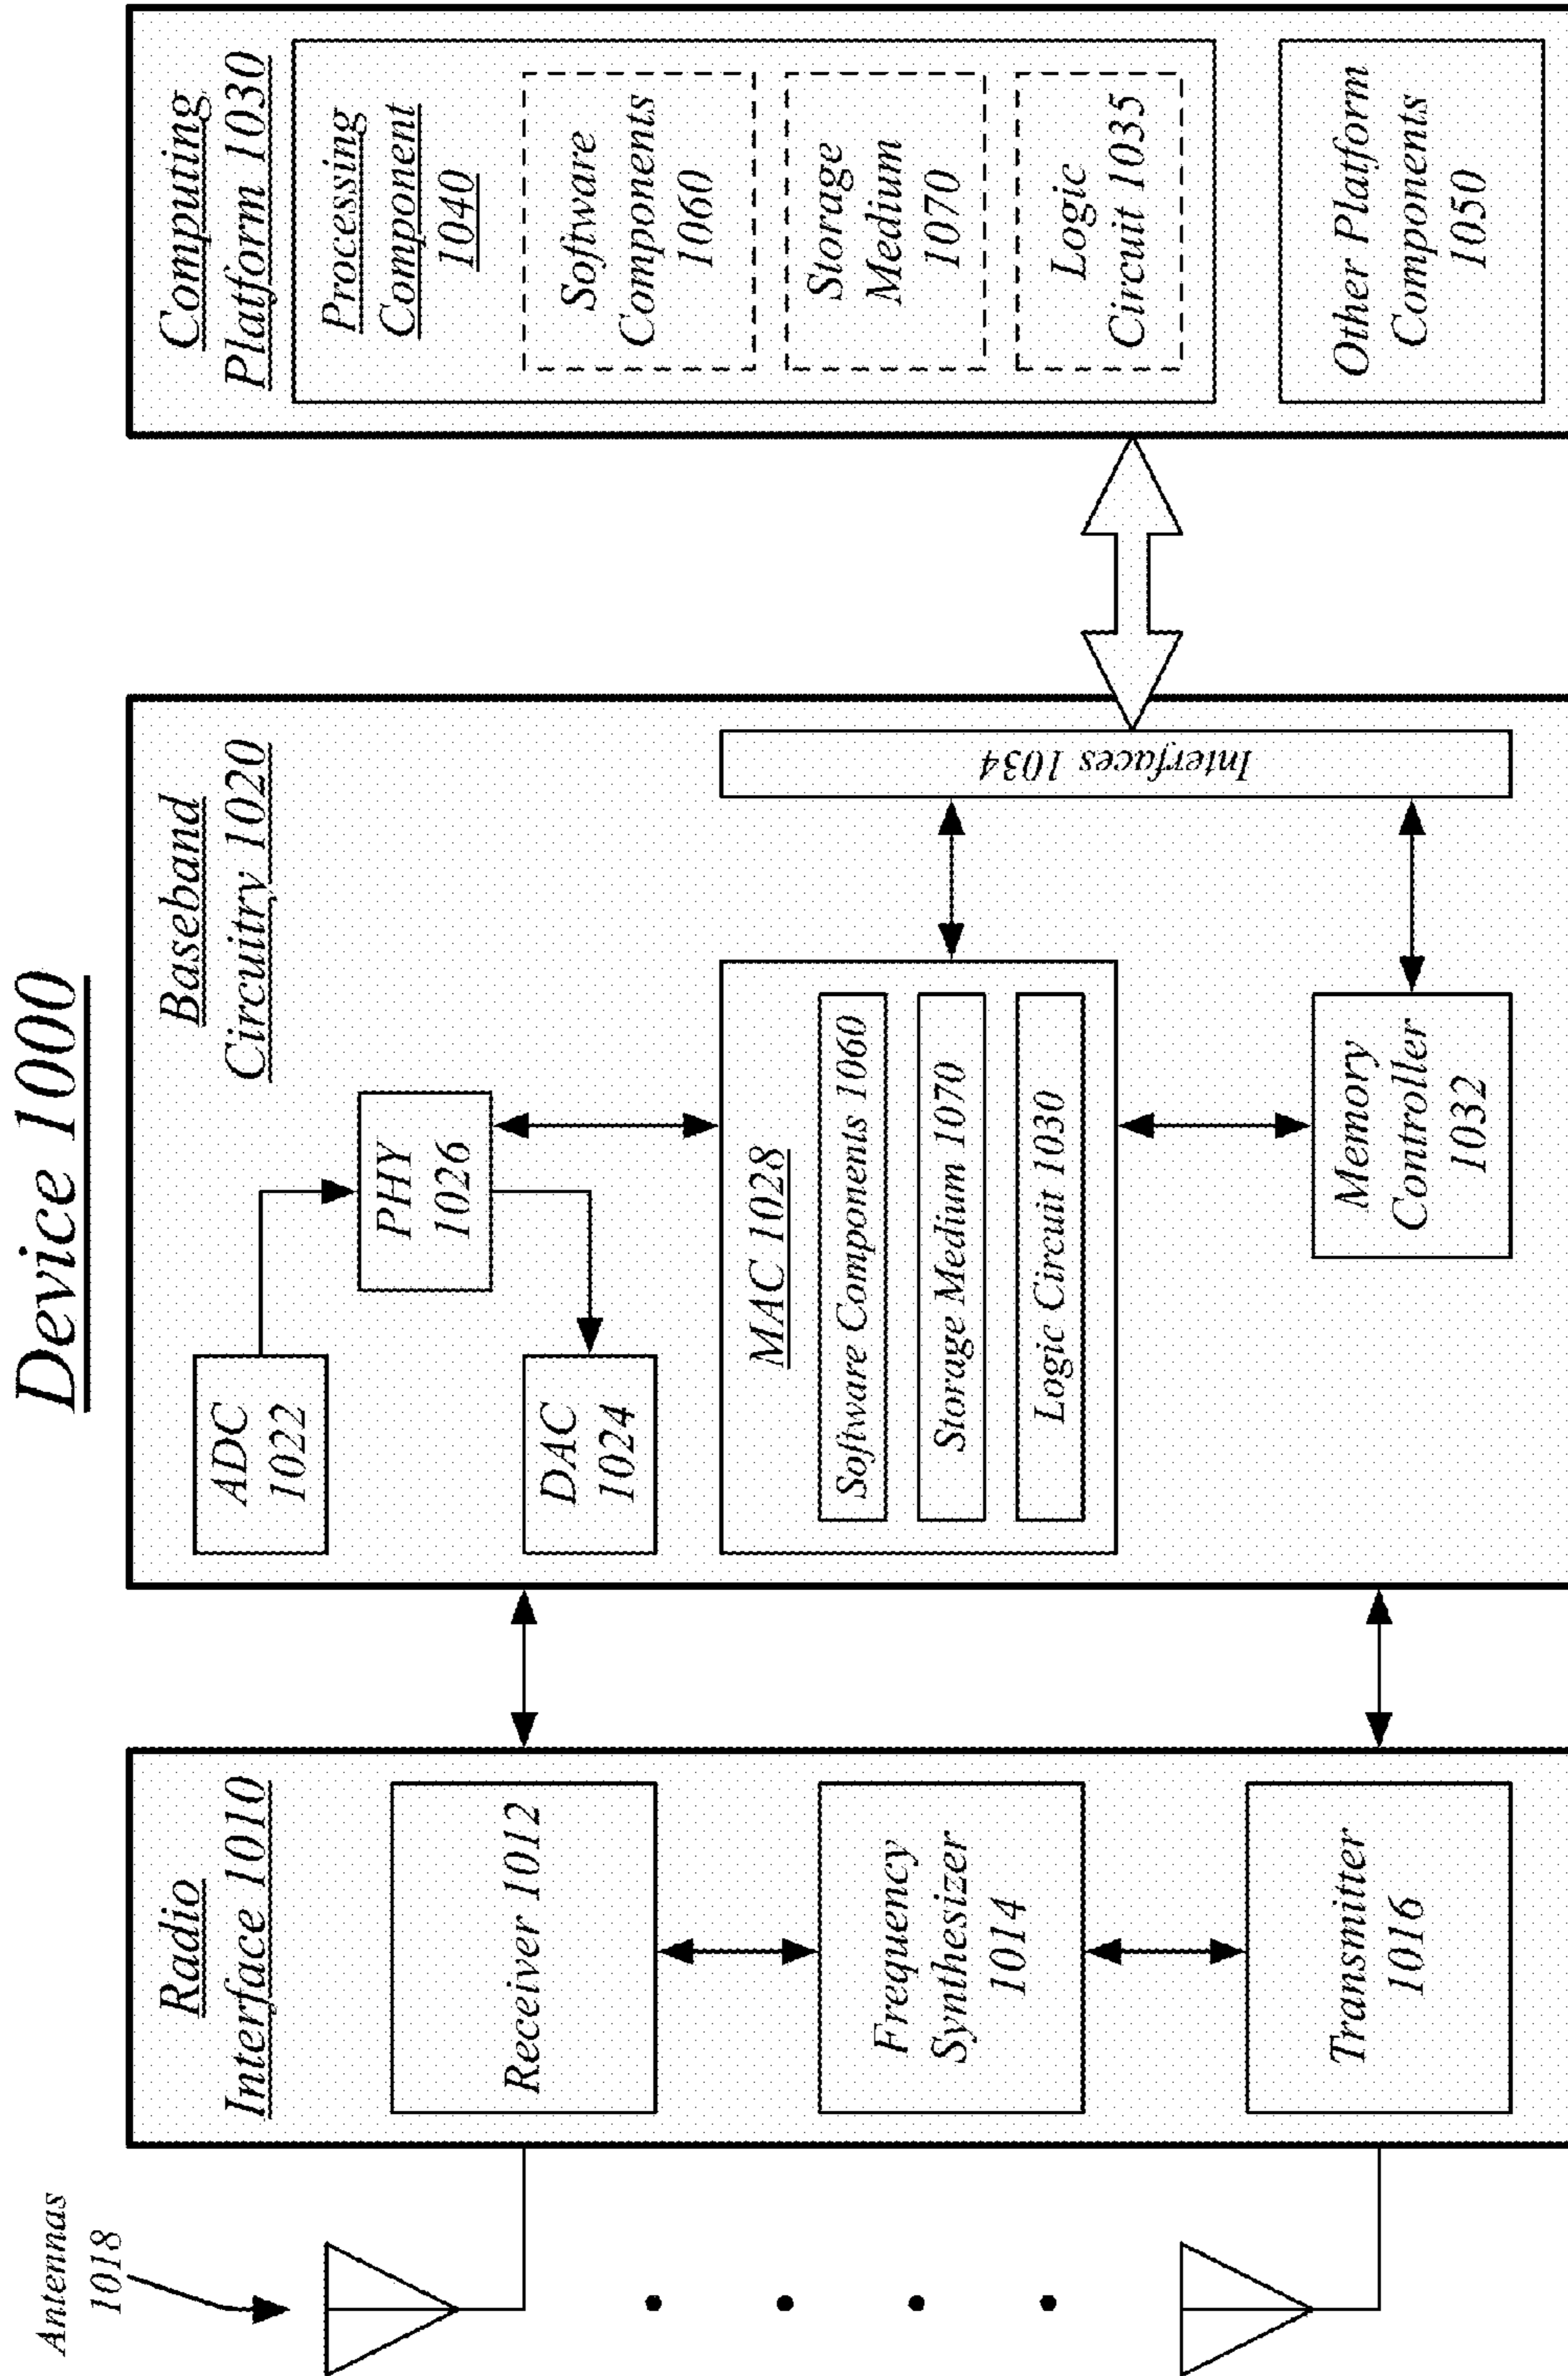 Device 1000
Antennas
1018
Radio
Interface 1010
Receiver 1012
Frequency
Synthesizer
1014
Transmitter
1016
Baseband
Circuitry 1020
ADC
1022
PHY
1026
DAC
1024
MAC 1028
Software Components 1060
Storage Medium 1070
Logic Circuit 1030
Memory
Controller
1032
Interfaces 1034
Computing
Platform 1030
Processing
Component
1040
Software
Components
1060
Storage
Medium
1070
Logic
Circuit 1035
Other Platform
Components
1050